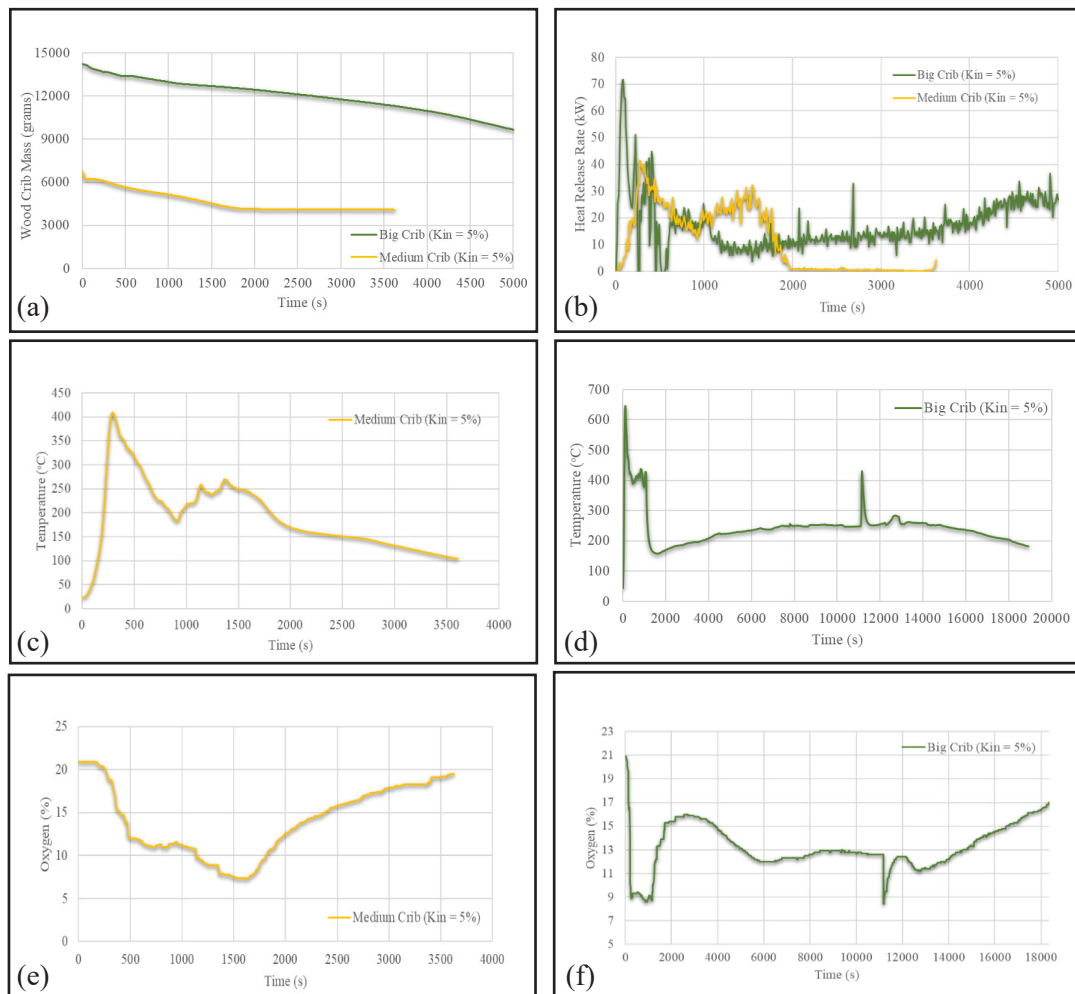 15000
12000
9000
6000
3000
0
Wood Crib Mass (grams)
Big Crib (Kin = 5%)
Medium Crib (Kin = 5%)
0 500 1000 1500 2000 2500 3000 3500 4000 4500 5000
Time (s)
(a)
80
70
60
50
40
30
20
10
0
Heat Release Rate (kW)
Big Crib (Kin = 5%)
Medium Crib (Kin = 5%)
0 1000 2000 3000 4000 5000
Time (s)
(b)
450
400
350
300
250
200
150
100
50
0
Temperature (°C)
Medium Crib (Kin = 5%)
0 500 1000 1500 2000 2500 3000 3500 4000
Time (s)
(c)
700
600
500
400
300
200
100
0
Temperature (°C)
Big Crib (Kin = 5%)
0 2000 4000 6000 8000 10000 12000 14000 16000 18000 20000
Time (s)
(d)
25
20
15
10
5
0
Oxygen (%)
Medium Crib (Kin = 5%)
0 500 1000 1500 2000 2500 3000 3500 4000
Time (s)
(e)
23
21
19
17
15
13
11
9
7
5
Oxygen (%)
Big Crib (Kin = 5%)
0 2000 4000 6000 8000 10000 12000 14000 16000 18000
Time (s)
(f)